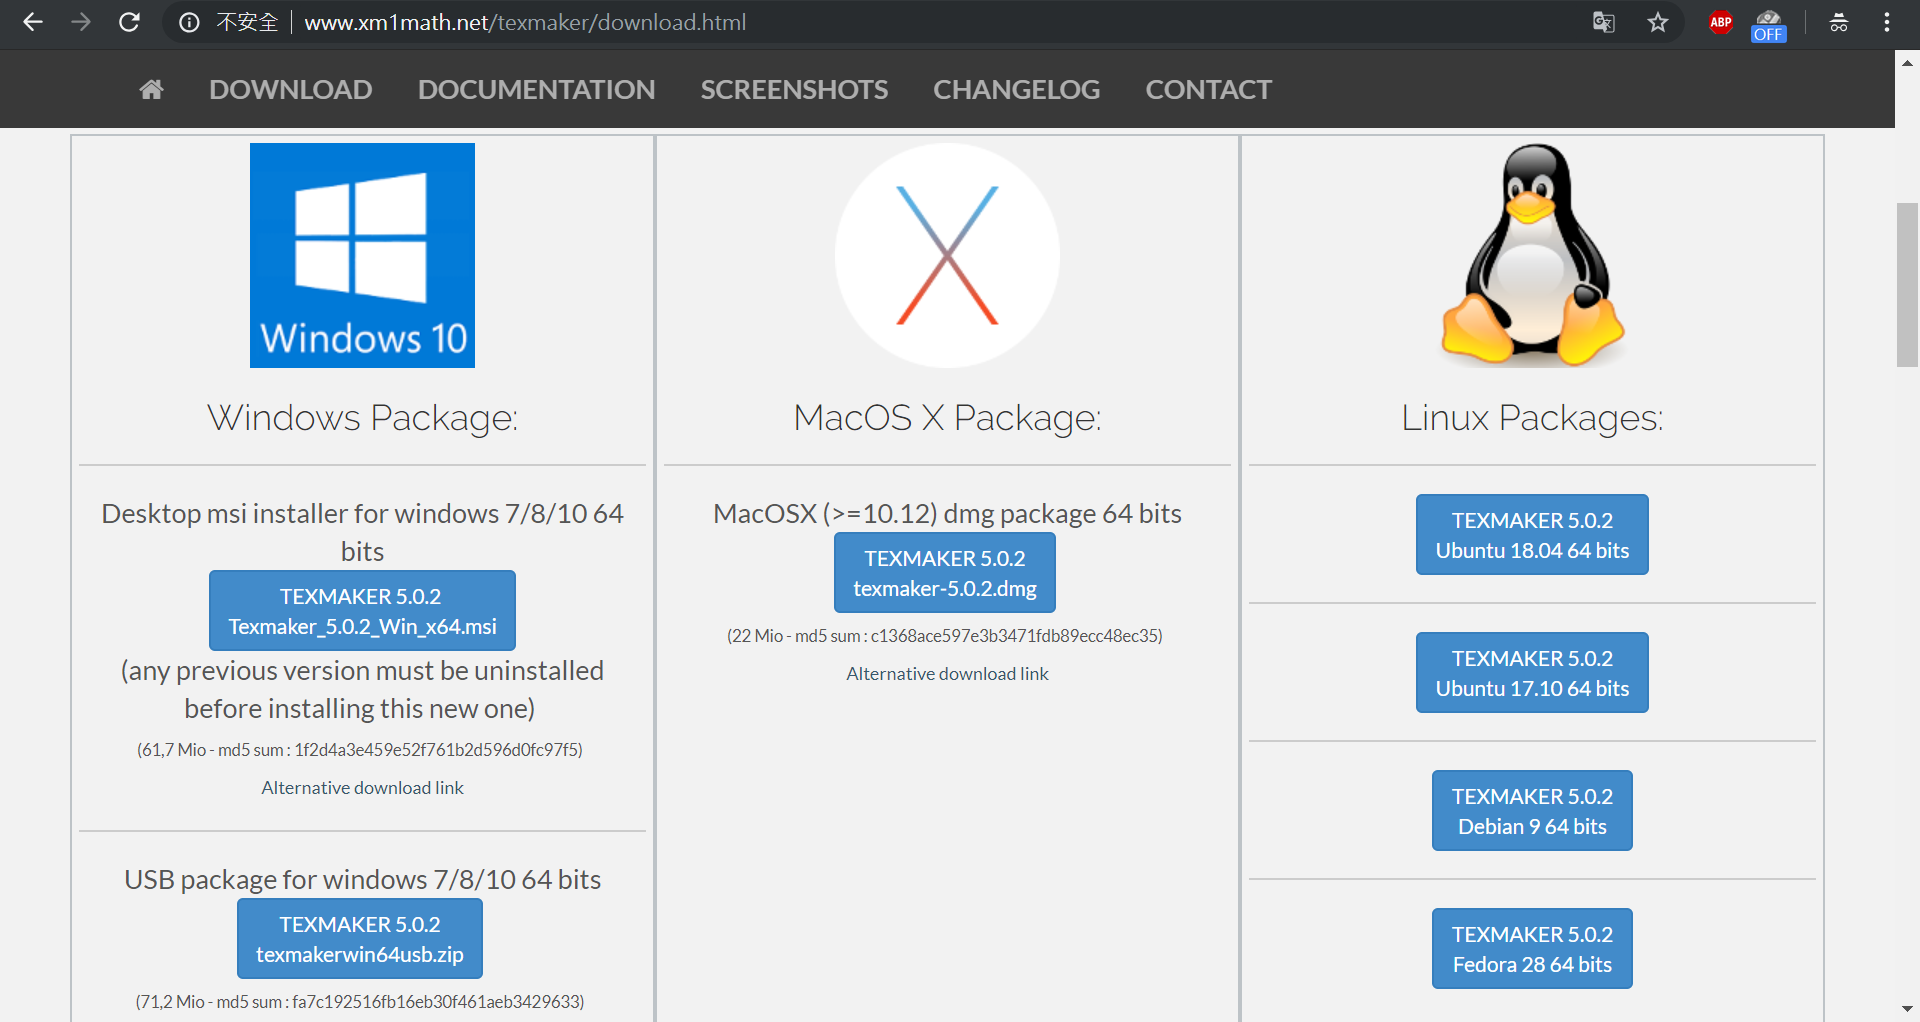 不安全 www.xm1math.net/texmaker/download.html
ABP
OFF
DOWNLOAD DOCUMENTATION SCREENSHOTS CHANGELOG CONTACT
Windows 10
Windows Package:
Desktop msi installer for windows 7/8/10 64
bits
TEXMAKER 5.0.2
Texmaker_5.0.2_Win_x64.msi
(any previous version must be uninstalled
before installing this new one)
(61,7 Mio - md5 sum : 1f2d4a3e459e52f761b2d596d0fc97f5)
Alternative download link
USB package for windows 7/8/10 64 bits
TEXMAKER 5.0.2
texmakerwin64usb.zip
(71,2 Mio - md5 sum : fa7c192516fb16eb30f461aeb3429633)
MacOS X Package:
MacOSX (>=10.12) dmg package 64 bits
TEXMAKER 5.0.2
texmaker-5.0.2.dmg
(22 Mio - md5 sum : c1368ace597e3b3471fdb89ecc48ec35)
Alternative download link
Linux Packages:
TEXMAKER 5.0.2
Ubuntu 18.04 64 bits
TEXMAKER 5.0.2
Ubuntu 17.10 64 bits
TEXMAKER 5.0.2
Debian 9 64 bits
TEXMAKER 5.0.2
Fedora 28 64 bits